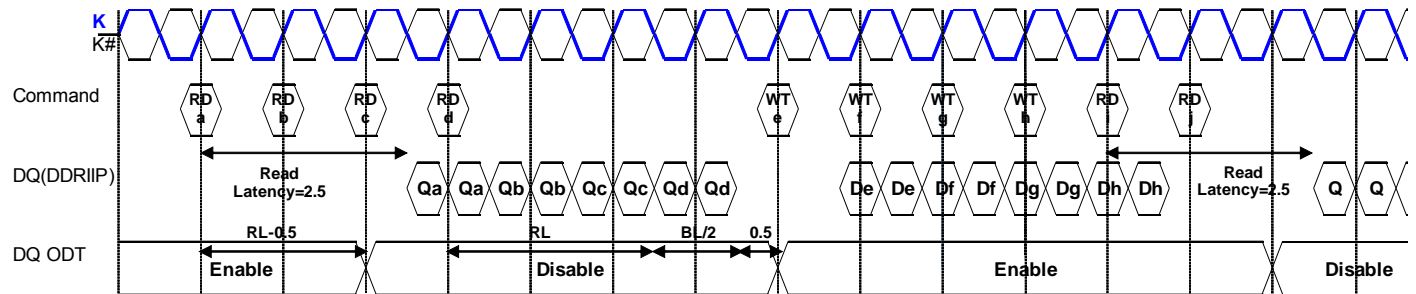 K
K#
Command
RD a
RD b
RD c
RD d
WT e
WT f
WT g
WT h
RD i
RD j
Read
Latency=2.5
Read
Latency=2.5
DQ(DDRIIP)
Qa Qa Qb Qb Qc Qc Qd Qd De De Df Df Dg Dg Dh Dh Q Q
RL-0.5 RL BL/2 0.5
DQ ODT
Enable Disable Enable Disable